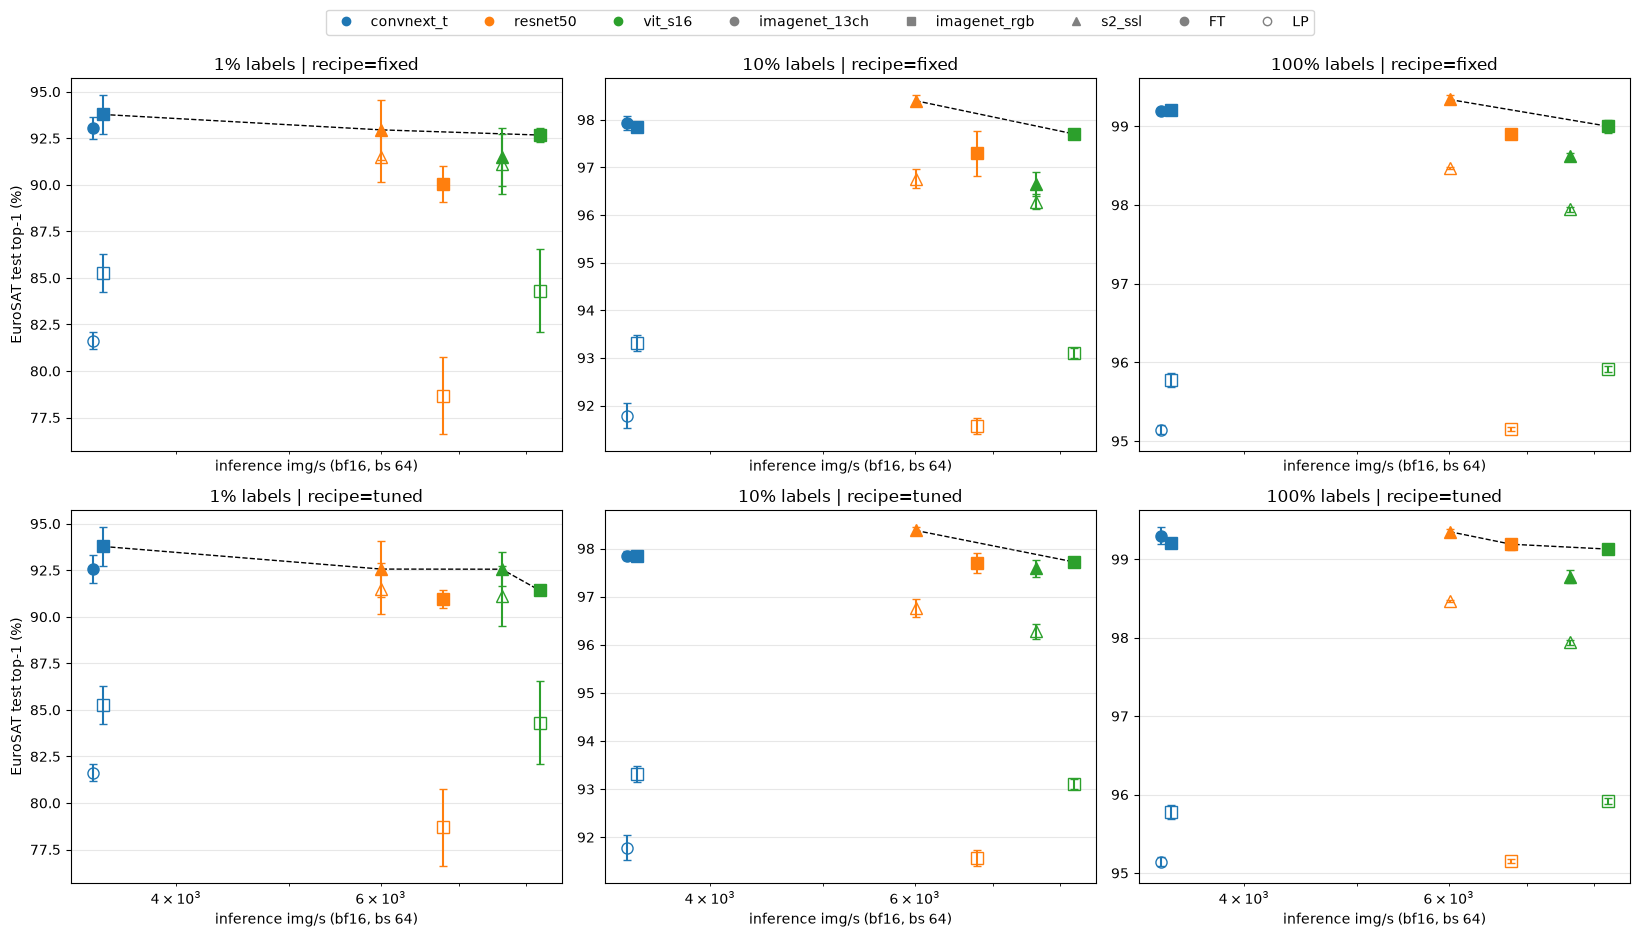 convnext_t resnet50 vit_s16 imagenet_13ch imagenet_rgb s2_ssl FT LP
1% labels | recipe=fixed
10% labels | recipe=fixed
100% labels | recipe=fixed
EuroSAT test top-1 (%)
95.0
92.5
90.0
87.5
85.0
82.5
80.0
77.5
98
97
96
95
94
93
92
99
98
97
96
95
inference img/s (bf16, bs 64)
inference img/s (bf16, bs 64)
inference img/s (bf16, bs 64)
1% labels | recipe=tuned
10% labels | recipe=tuned
100% labels | recipe=tuned
EuroSAT test top-1 (%)
95.0
92.5
90.0
87.5
85.0
82.5
80.0
77.5
98
97
96
95
94
93
92
99
98
97
96
95
4 × 10³ 6 × 10³
4 × 10³ 6 × 10³
4 × 10³ 6 × 10³
inference img/s (bf16, bs 64)
inference img/s (bf16, bs 64)
inference img/s (bf16, bs 64)